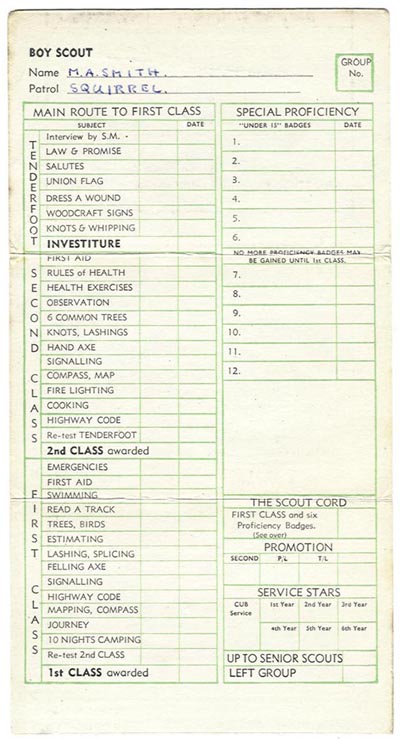 BOY SCOUT
GROUP No.
Name M.A. SMITH.
Patrol SQUIRREL.
MAIN ROUTE TO FIRST CLASS
SUBJECT DATE
TENDERFOOT
Interview by S.M.
LAW & PROMISE
SALUTES
UNION FLAG
DRESS A WOUND
WOODCRAFT SIGNS
KNOTS & WHIPPING
INVESTITURE
SECOND CLASS
FIRST AID
RULES of HEALTH
HEALTH EXERCISES
OBSERVATION
6 COMMON TREES
KNOTS, LASHINGS
HAND AXE
SIGNALLING
COMPASS, MAP
FIRE LIGHTING
COOKING
HIGHWAY CODE
Re-test TENDERFOOT
2nd CLASS awarded
FIRST CLASS
EMERGENCIES
FIRST AID
SWIMMING
READ A TRACK
TREES, BIRDS
ESTIMATING
LASHING, SPLICING
FELLING AXE
SIGNALLING
HIGHWAY CODE
MAPPING, COMPASS
JOURNEY
10 NIGHTS CAMPING
Re-test 2nd CLASS
1st CLASS awarded
SPECIAL PROFICIENCY
"UNDER 15" BADGES DATE
1.
2.
3.
4.
5.
6.
NO MORE PROFICIENCY BADGES MAY
BE GAINED UNTIL 1st CLASS.
7.
8.
9.
10.
11.
12.
THE SCOUT CORD
FIRST CLASS and six
Proficiency Badges.
(See over)
PROMOTION
SECOND P/L T/L
SERVICE STARS
CUB Service
1st Year 2nd Year 3rd Year
4th Year 5th Year 6th Year
UP TO SENIOR SCOUTS
LEFT GROUP